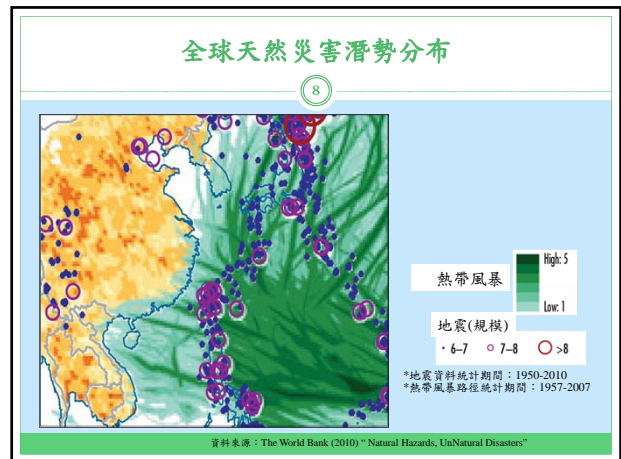 全球天然災害潛勢分布
8
熱帶風暴
High: 5
Low: 1
地震(規模)
6–7 7–8 >8
*地震資料統計期間：1950-2010
*熱帶風暴路徑統計期間：1957-2007
資料來源：The World Bank (2010) “ Natural Hazards, UnNatural Disasters”